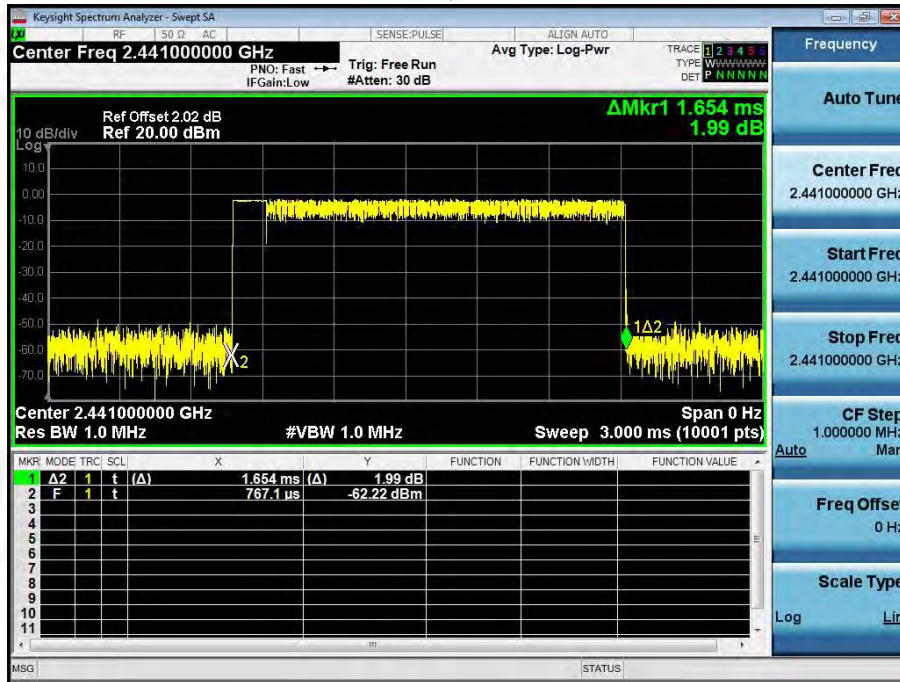 Keysight Spectrum Analyzer - Swept SA
RF 50 Ω AC SENSE:PULSE ALIGN AUTO
Center Freq 2.441000000 GHz
PNO: Fast
IFGain:Low
Trig: Free Run
#Atten: 30 dB
Avg Type: Log-Pwr
TRACE 1 2 3 4 5 6
TYPE WWWWWW
DET P N N N N N
Ref Offset 2.02 dB
Ref 20.00 dBm
ΔMkr1 1.654 ms
1.99 dB
10 dB/div
Log
10.0
0.00
-10.0
-20.0
-30.0
-40.0
-50.0
-60.0
-70.0
1Δ2
2
Center 2.441000000 GHz Span 0 Hz
Res BW 1.0 MHz #VBW 1.0 MHz Sweep 3.000 ms (10001 pts)
MKR MODE TRC SCL X Y FUNCTION FUNCTION WIDTH FUNCTION VALUE
1 Δ2 1 t (Δ) 1.654 ms (Δ) 1.99 dB
2 F 1 t 767.1 µs -62.22 dBm
3
4
5
6
7
8
9
10
11
MSG STATUS
Frequency
Auto Tune
Center Freq
2.441000000 GHz
Start Freq
2.441000000 GHz
Stop Freq
2.441000000 GHz
CF Step
1.000000 MHz
Auto Man
Freq Offset
0 Hz
Scale Type
Log Lin